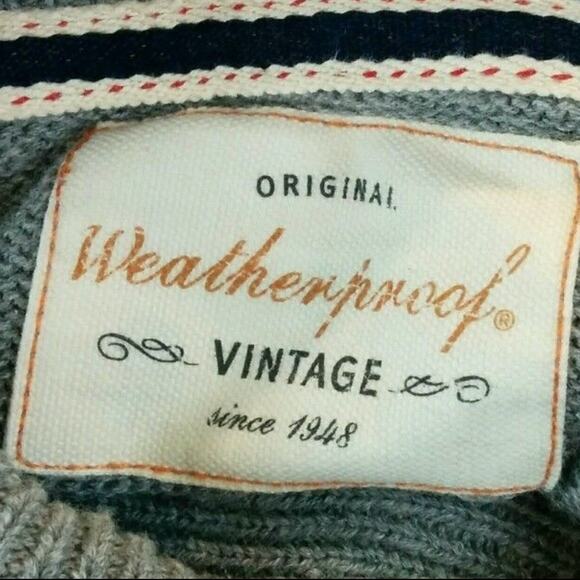 ORIGINAL
Weatherproof®
VINTAGE
since 1948